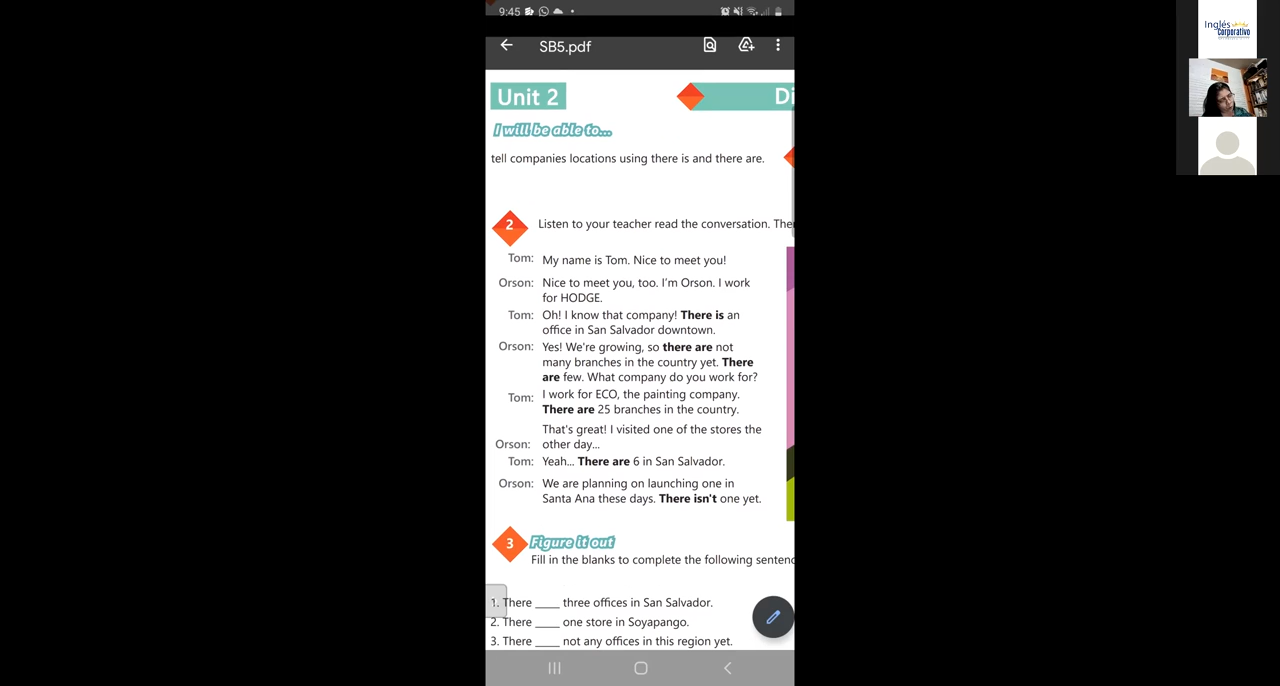 9:45
SB5.pdf
Unit 2
Di
I will be able to...
tell companies locations using there is and there are.
2 Listen to your teacher read the conversation. The
Tom: My name is Tom. Nice to meet you!
Orson: Nice to meet you, too. I'm Orson. I work
for HODGE.
Tom: Oh! I know that company! There is an
office in San Salvador downtown.
Orson: Yes! We're growing, so there are not
many branches in the country yet. There
are few. What company do you work for?
Tom: I work for ECO, the painting company.
There are 25 branches in the country.
That's great! I visited one of the stores the
Orson: other day...
Tom: Yeah... There are 6 in San Salvador.
Orson: We are planning on launching one in
Santa Ana these days. There isn't one yet.
3 Figure it out
Fill in the blanks to complete the following sentenc
1. There ____ three offices in San Salvador.
2. There ____ one store in Soyapango.
3. There ____ not any offices in this region yet.
Inglés
Corporativo